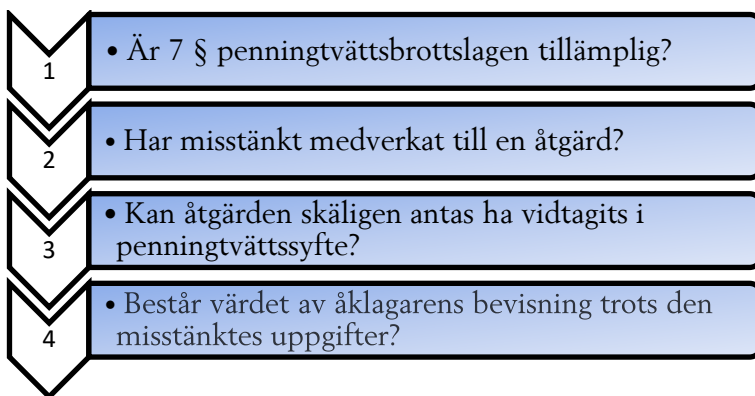 1
• Är 7 § penningtvättsbrottslagen tillämplig?
2
• Har misstänkt medverkat till en åtgärd?
3
• Kan åtgärden skäligen antas ha vidtagits i
penningtvättssyfte?
4
• Består värdet av åklagarens bevisning trots den
misstänktes uppgifter?